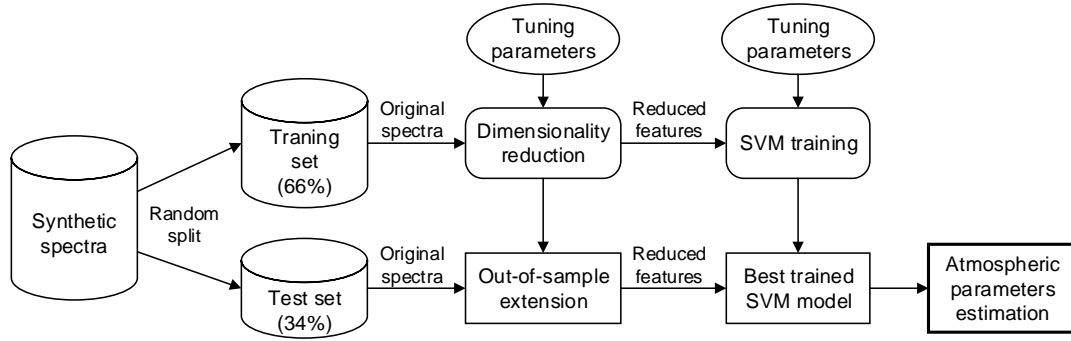 Synthetic
spectra
Random
split
Traning
set
(66%)
Original
spectra
Tuning
parameters
Dimensionality
reduction
Reduced
features
Tuning
parameters
SVM training
Test set
(34%)
Original
spectra
Out-of-sample
extension
Reduced
features
Best trained
SVM model
Atmospheric
parameters
estimation